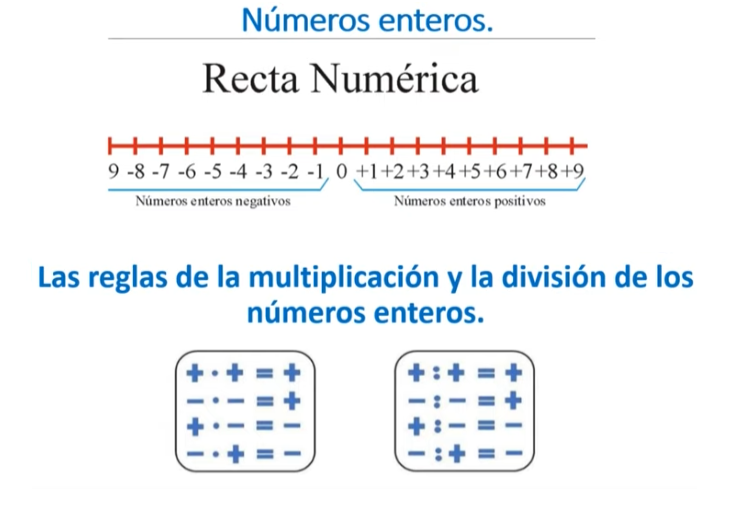 Números enteros.
Recta Numérica
9 -8 -7 -6 -5 -4 -3 -2 -1 0 +1+2+3+4+5+6+7+8+9
Números enteros negativos Números enteros positivos
Las reglas de la multiplicación y la división de los
números enteros.
+ · + = + + : + = +
− · − = + − : − = +
+ · − = − + : − = −
− · + = − − : + = −